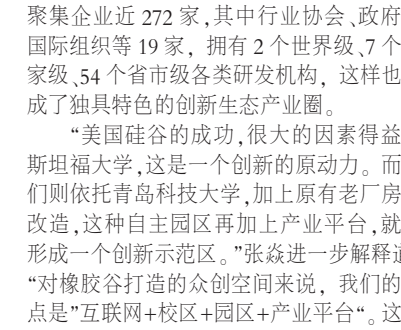 聚集企业近 272 家,其中行业协会、政府
国际组织等 19 家，拥有 2 个世界级、7 个
家级、54 个省市级各类研发机构，这样也
成了独具特色的创新生态产业圈。
“美国硅谷的成功,很大的因素得益
斯坦福大学,这是一个创新的原动力。而
们则依托青岛科技大学,加上原有老厂房
改造,这种自主园区再加上产业平台,就
形成一个创新示范区。”张焱进一步解释道
“对橡胶谷打造的众创空间来说，我们的
点是”互联网+校区+园区+产业平台“。这